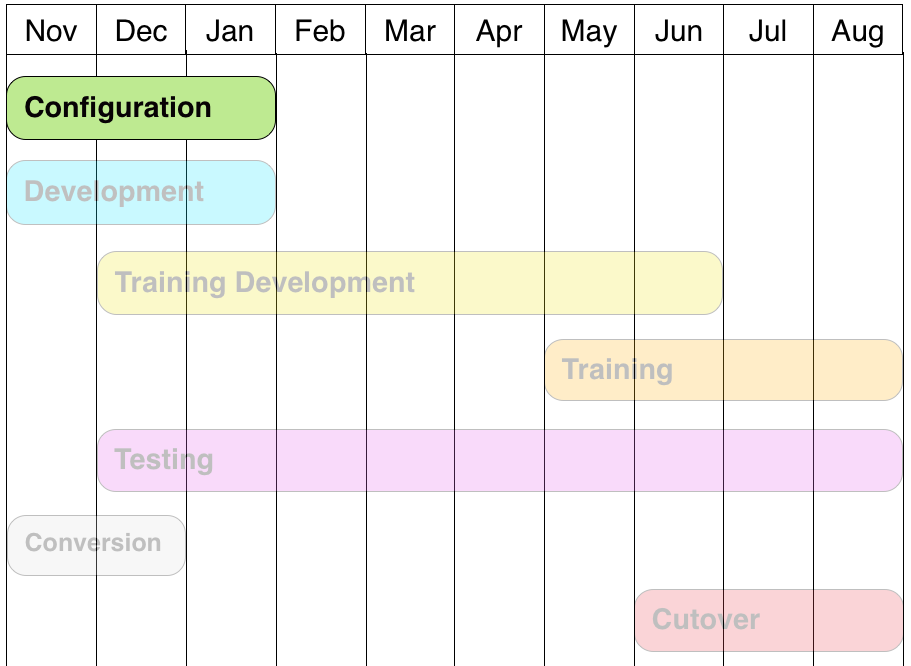 Nov Dec Jan Feb Mar Apr May Jun Jul Aug
Configuration
Development
Training Development
Training
Testing
Conversion
Cutover